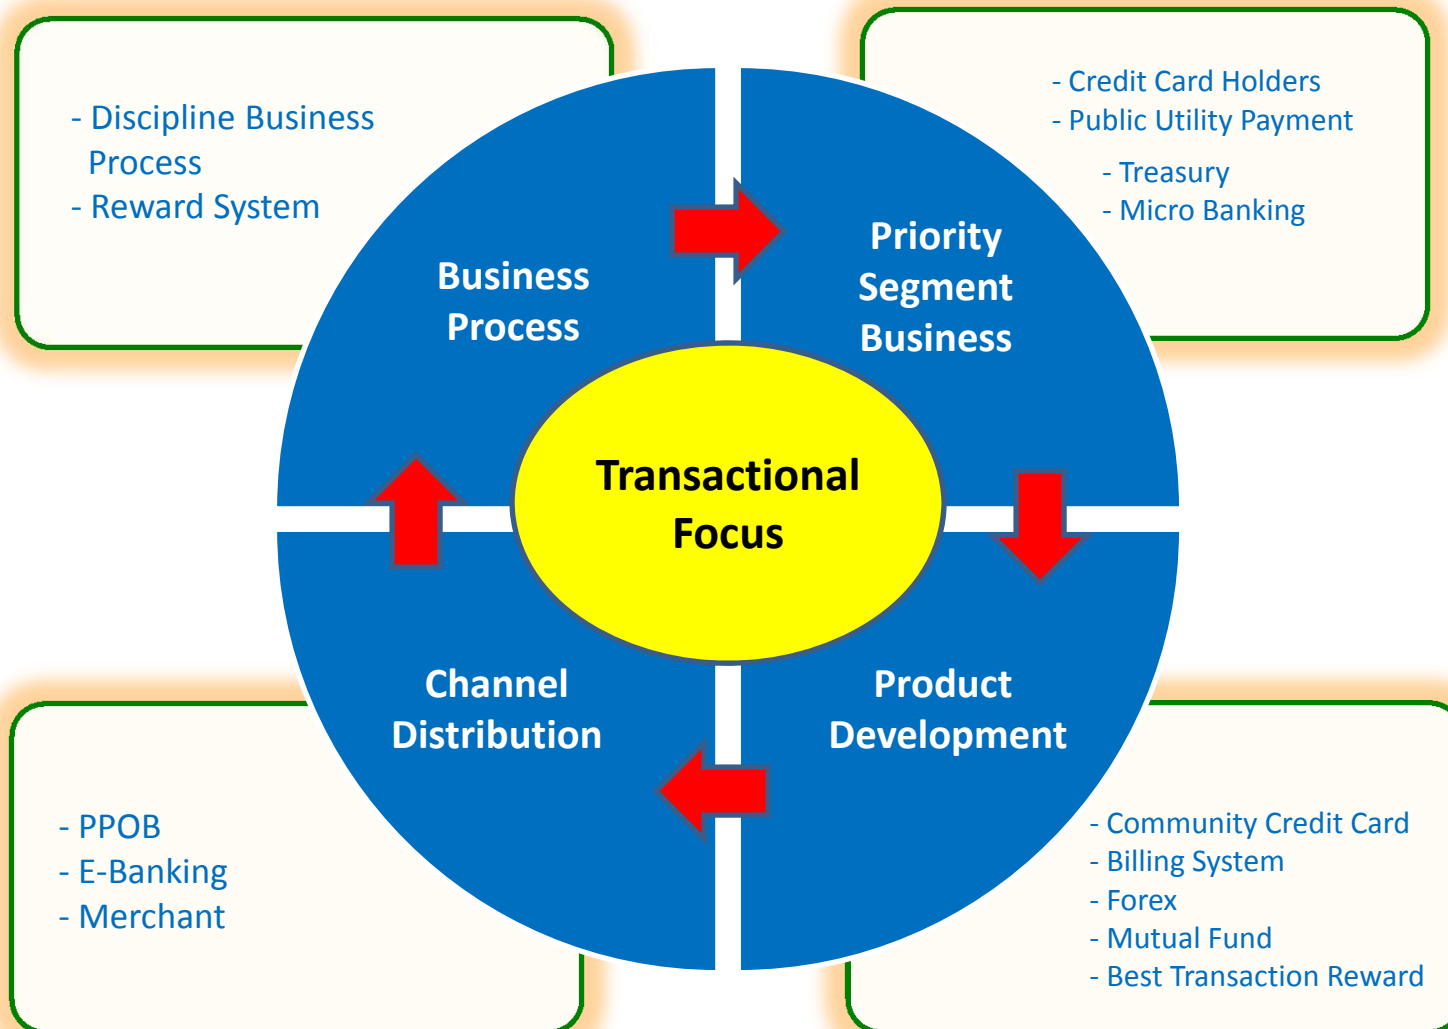 - Discipline Business
Process
- Reward System
- Credit Card Holders
- Public Utility Payment
- Treasury
- Micro Banking
Business
Process
Priority
Segment
Business
Transactional
Focus
Channel
Distribution
Product
Development
- PPOB
- E-Banking
- Merchant
- Community Credit Card
- Billing System
- Forex
- Mutual Fund
- Best Transaction Reward